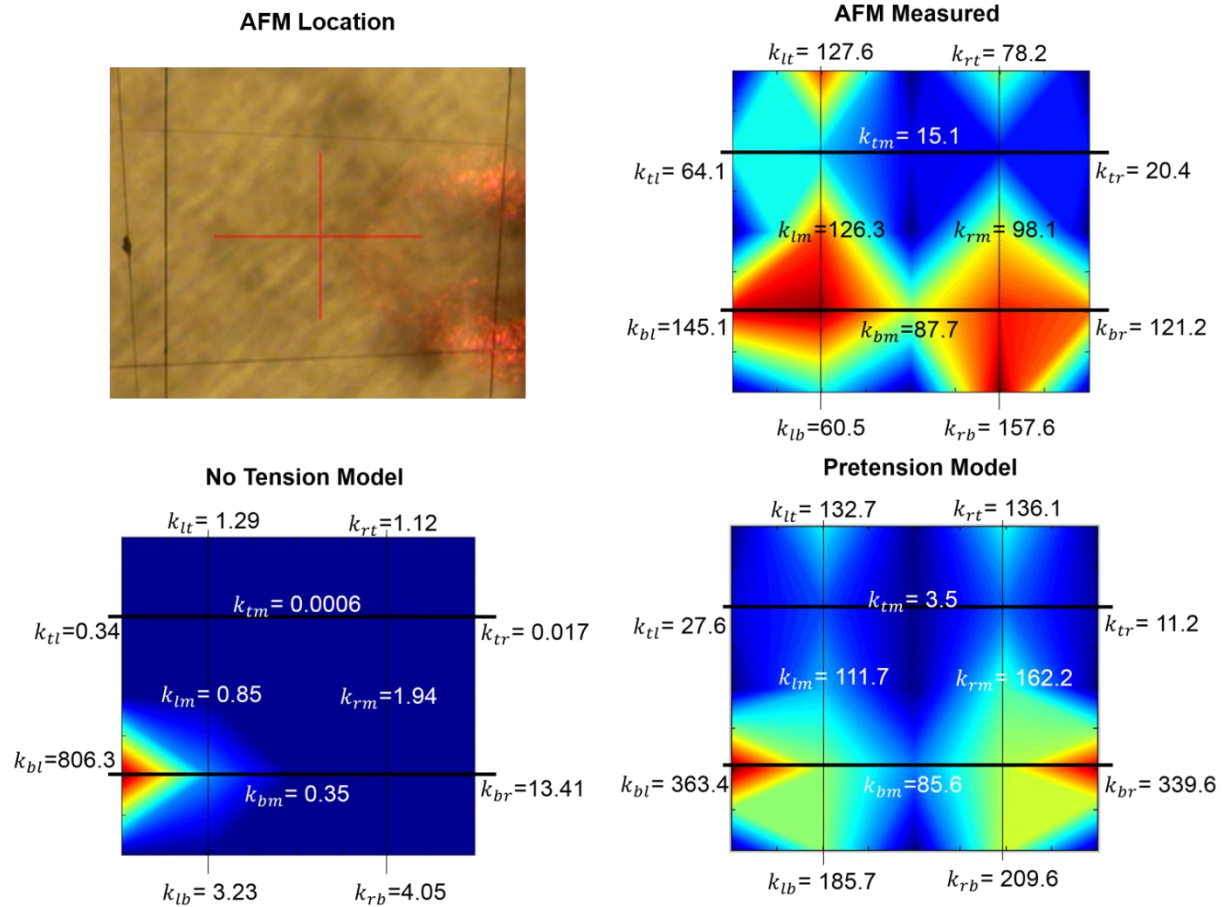 AFM Location
AFM Measured
k_lt= 127.6
k_rt= 78.2
k_tm= 15.1
k_tl= 64.1
k_tr= 20.4
k_lm=126.3
k_rm= 98.1
k_bl=145.1
k_bm=87.7
k_br= 121.2
k_lb=60.5
k_rb= 157.6
No Tension Model
Pretension Model
k_lt= 1.29
k_rt=1.12
k_tm= 0.0006
k_tl=0.34
k_tr= 0.017
k_lm= 0.85
k_rm=1.94
k_bl=806.3
k_bm= 0.35
k_br= 13.41
k_lb= 3.23
k_rb= 4.05
k_lt= 132.7
k_rt= 136.1
k_tm= 3.5
k_tl= 27.6
k_tr= 11.2
k_lm= 111.7
k_rm= 162.2
k_bl= 363.4
k_bm=85.6
k_br= 339.6
k_lb= 185.7
k_rb= 209.6